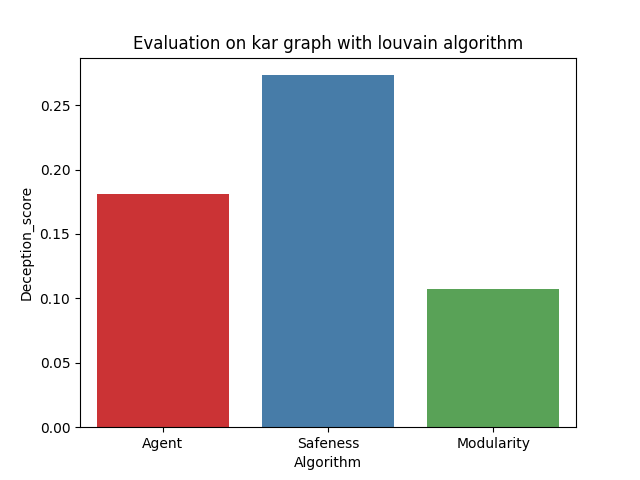 Evaluation on kar graph with louvain algorithm
Deception_score
0.25
0.20
0.15
0.10
0.05
0.00
Agent
Safeness
Modularity
Algorithm